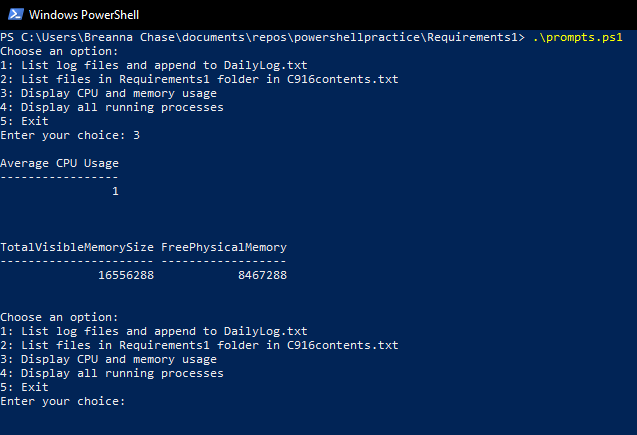 Windows PowerShell
PS C:\Users\Breanna Chase\documents\repos\powershellpractice\Requirements1> .\prompts.ps1
Choose an option:
1: List log files and append to DailyLog.txt
2: List files in Requirements1 folder in C916contents.txt
3: Display CPU and memory usage
4: Display all running processes
5: Exit
Enter your choice: 3
Average CPU Usage
-----------------
1
TotalVisibleMemorySize FreePhysicalMemory
---------------------- ------------------
16556288 8467288
Choose an option:
1: List log files and append to DailyLog.txt
2: List files in Requirements1 folder in C916contents.txt
3: Display CPU and memory usage
4: Display all running processes
5: Exit
Enter your choice: